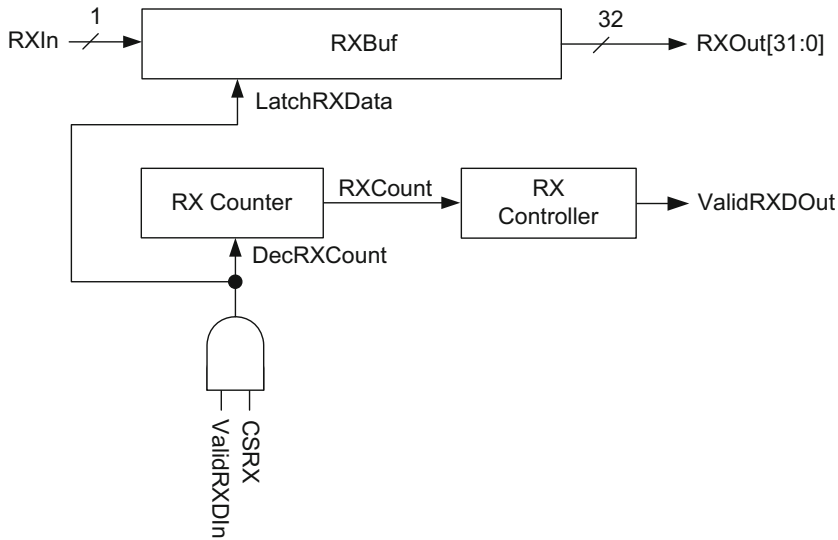 1
32
RXIn
RXBuf
RXOut[31:0]
LatchRXData
RX Counter
RXCount
RX
Controller
ValidRXDOut
DecRXCount
ValidRXDIn
CSRX